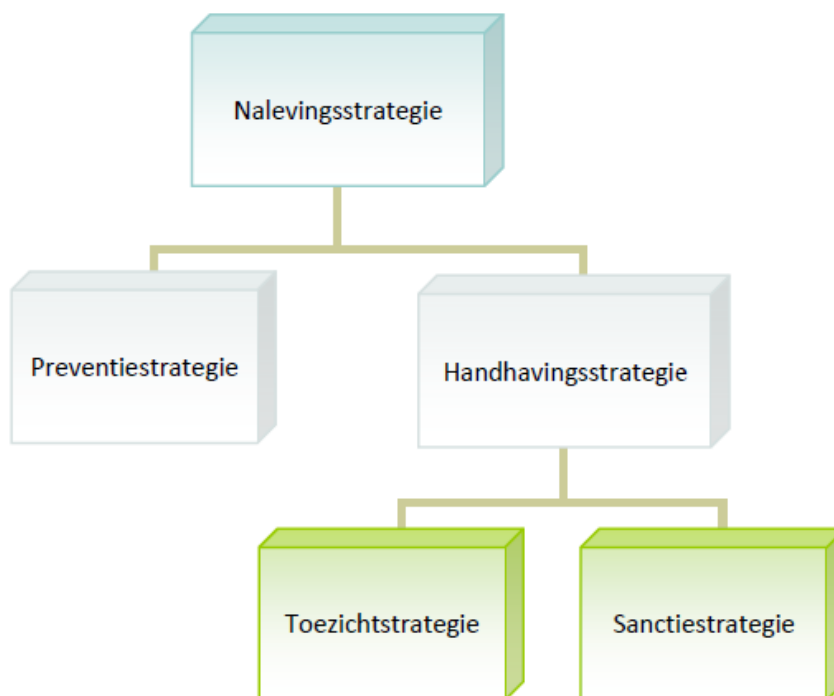 Nalevingsstrategie
Preventiestrategie
Handhavingsstrategie
Toezichtstrategie
Sanctiestrategie